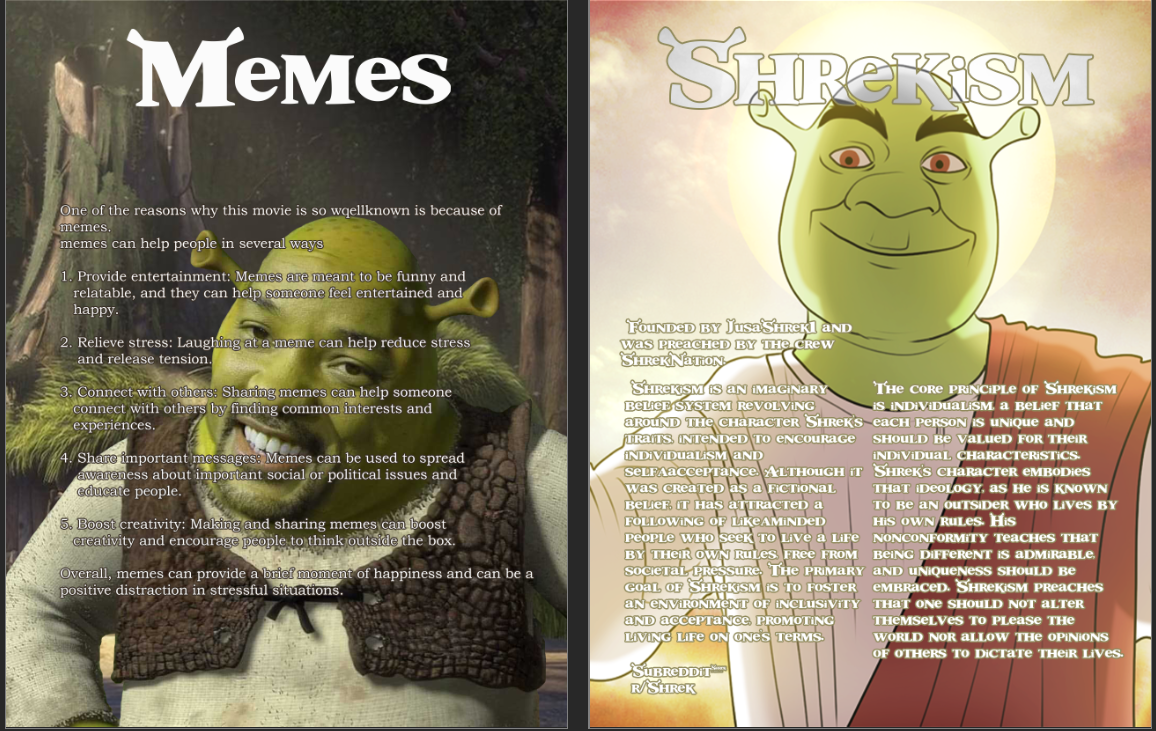 Memes
One of the reasons why this movie is so wqellknown is because of
memes.
memes can help people in several ways
1. Provide entertainment: Memes are meant to be funny and
relatable, and they can help someone feel entertained and
happy.
2. Relieve stress: Laughing at a meme can help reduce stress
and release tension.
3. Connect with others: Sharing memes can help someone
connect with others by finding common interests and
experiences.
4. Share important messages: Memes can be used to spread
awareness about important social or political issues and
educate people.
5. Boost creativity: Making and sharing memes can boost
creativity and encourage people to think outside the box.
Overall, memes can provide a brief moment of happiness and can be a
positive distraction in stressful situations.
Shrekism
Founded by JusaShrek1 and
was preached by the crew
ShrekNation.
Shrekism is an imaginary
belief system revolving
around the character Shrek's
traits, intended to encourage
individualism and
selfAacceptance. Although it
was created as a fictional
belief, it has attracted a
following of likeAminded
people who seek to live a life
by their own rules, free from
societal pressure. The primary
goal of Shrekism is to foster
an environment of inclusivity
and acceptance, promoting
living life on one's terms.
Subreddit
r/Shrek
The core principle of Shrekism
is individualism, a belief that
each person is unique and
should be valued for their
individual characteristics.
Shrek's character embodies
that ideology, as he is known
to be an outsider who lives by
his own rules. His
nonconformity teaches that
being different is admirable,
and uniqueness should be
embraced. Shrekism preaches
that one should not alter
themselves to please the
world nor allow the opinions
of others to dictate their lives.